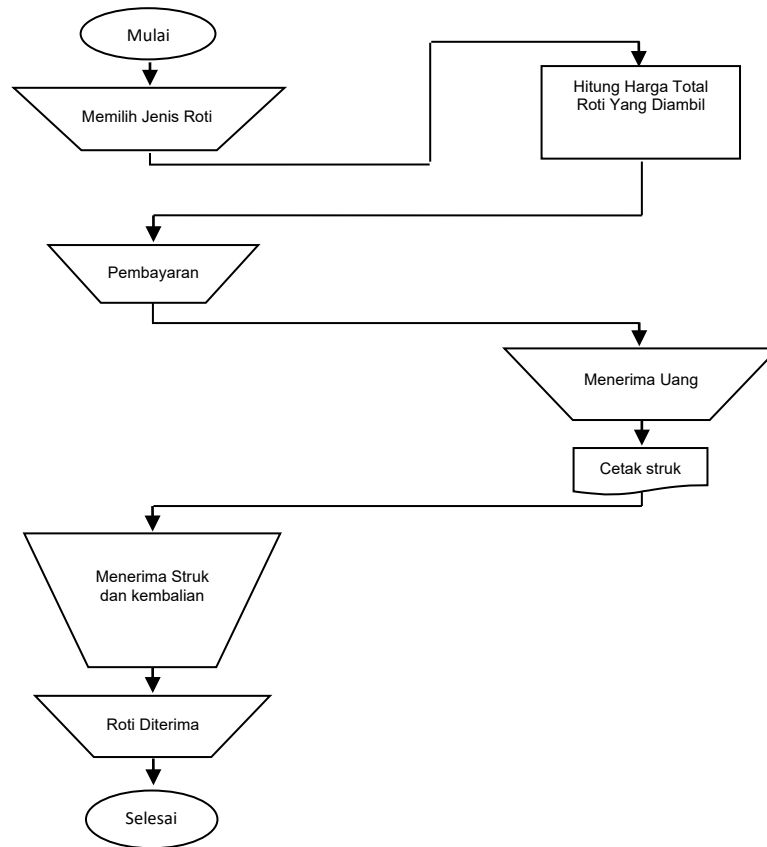 Mulai
Memilih Jenis Roti
Hitung Harga Total
Roti Yang Diambil
Pembayaran
Menerima Uang
Cetak struk
Menerima Struk
dan kembalian
Roti Diterima
Selesai